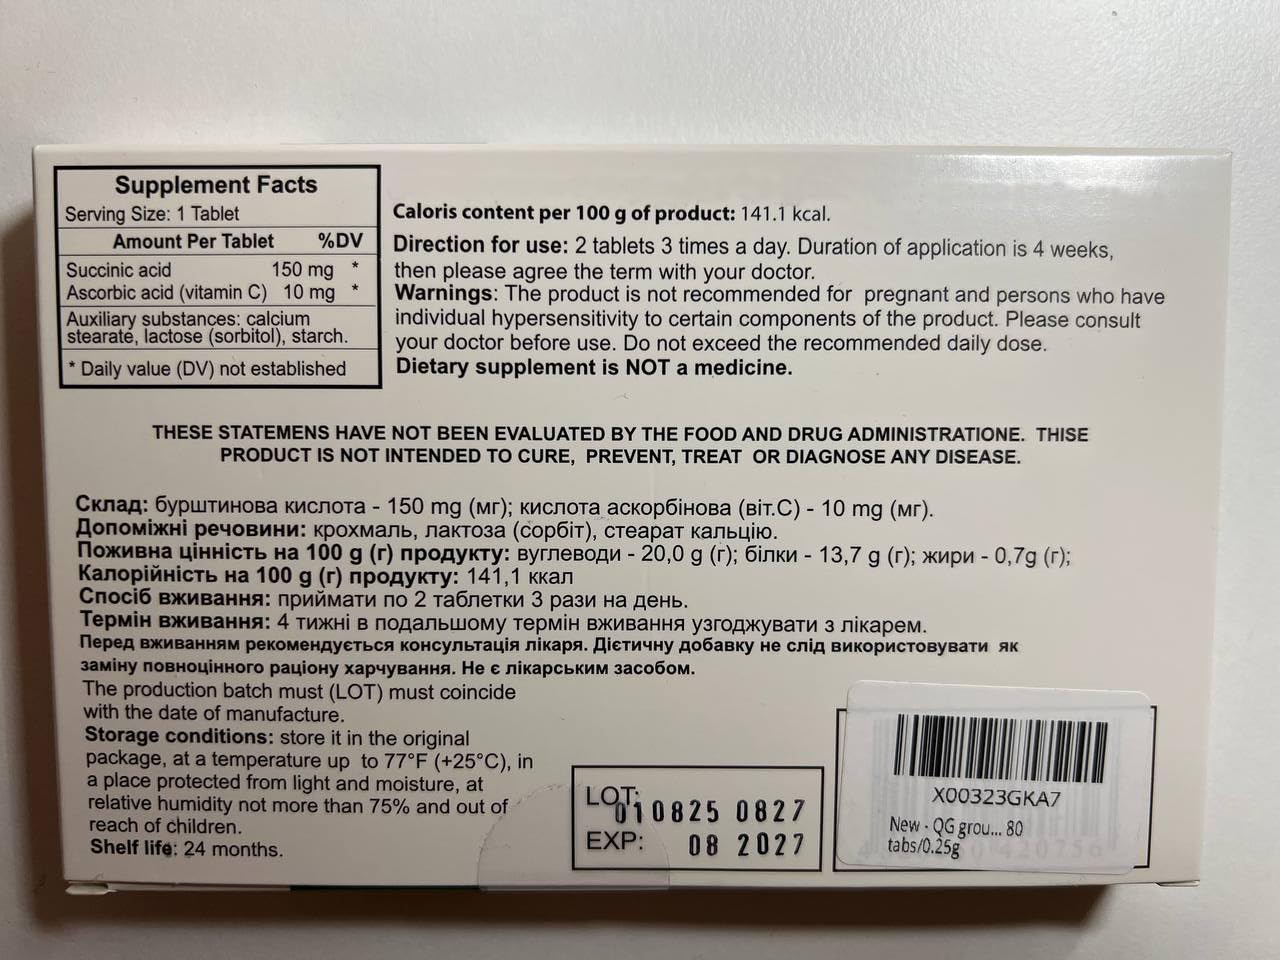 Supplement Facts
Serving Size: 1 Tablet
Amount Per Tablet %DV
Succinic acid 150 mg *
Ascorbic acid (vitamin C) 10 mg *
Auxiliary substances: calcium
stearate, lactose (sorbitol), starch.
* Daily value (DV) not established
Caloris content per 100 g of product: 141.1 kcal.
Direction for use: 2 tablets 3 times a day. Duration of application is 4 weeks,
then please agree the term with your doctor.
Warnings: The product is not recommended for pregnant and persons who have
individual hypersensitivity to certain components of the product. Please consult
your doctor before use. Do not exceed the recommended daily dose.
Dietary supplement is NOT a medicine.
THESE STATEMENS HAVE NOT BEEN EVALUATED BY THE FOOD AND DRUG ADMINISTRATIONE. THISE
PRODUCT IS NOT INTENDED TO CURE, PREVENT, TREAT OR DIAGNOSE ANY DISEASE.
Склад: бурштинова кислота - 150 mg (мг); кислота аскорбінова (віт.С) - 10 mg (мг).
Допоміжні речовини: крохмаль, лактоза (сорбіт), стеарат кальцію.
Поживна цінність на 100 g (г) продукту: вуглеводи - 20,0 g (г); білки - 13,7 g (г); жири - 0,7g (г);
Калорійність на 100 g (г) продукту: 141,1 ккал
Спосіб вживання: приймати по 2 таблетки 3 рази на день.
Термін вживання: 4 тижні в подальшому термін вживання узгоджувати з лікарем.
Перед вживанням рекомендується консультація лікаря. Дієтичну добавку не слід використовувати як
заміну повноцінного раціону харчування. Не є лікарським засобом.
The production batch must (LOT) must coincide
with the date of manufacture.
Storage conditions: store it in the original
package, at a temperature up to 77°F (+25°C), in
a place protected from light and moisture, at
relative humidity not more than 75% and out of
reach of children.
Shelf life: 24 months.
LOT: 010825 0827
EXP: 08 2027
X00323GKA7
New - QG grou... 80
tabs/0.25g